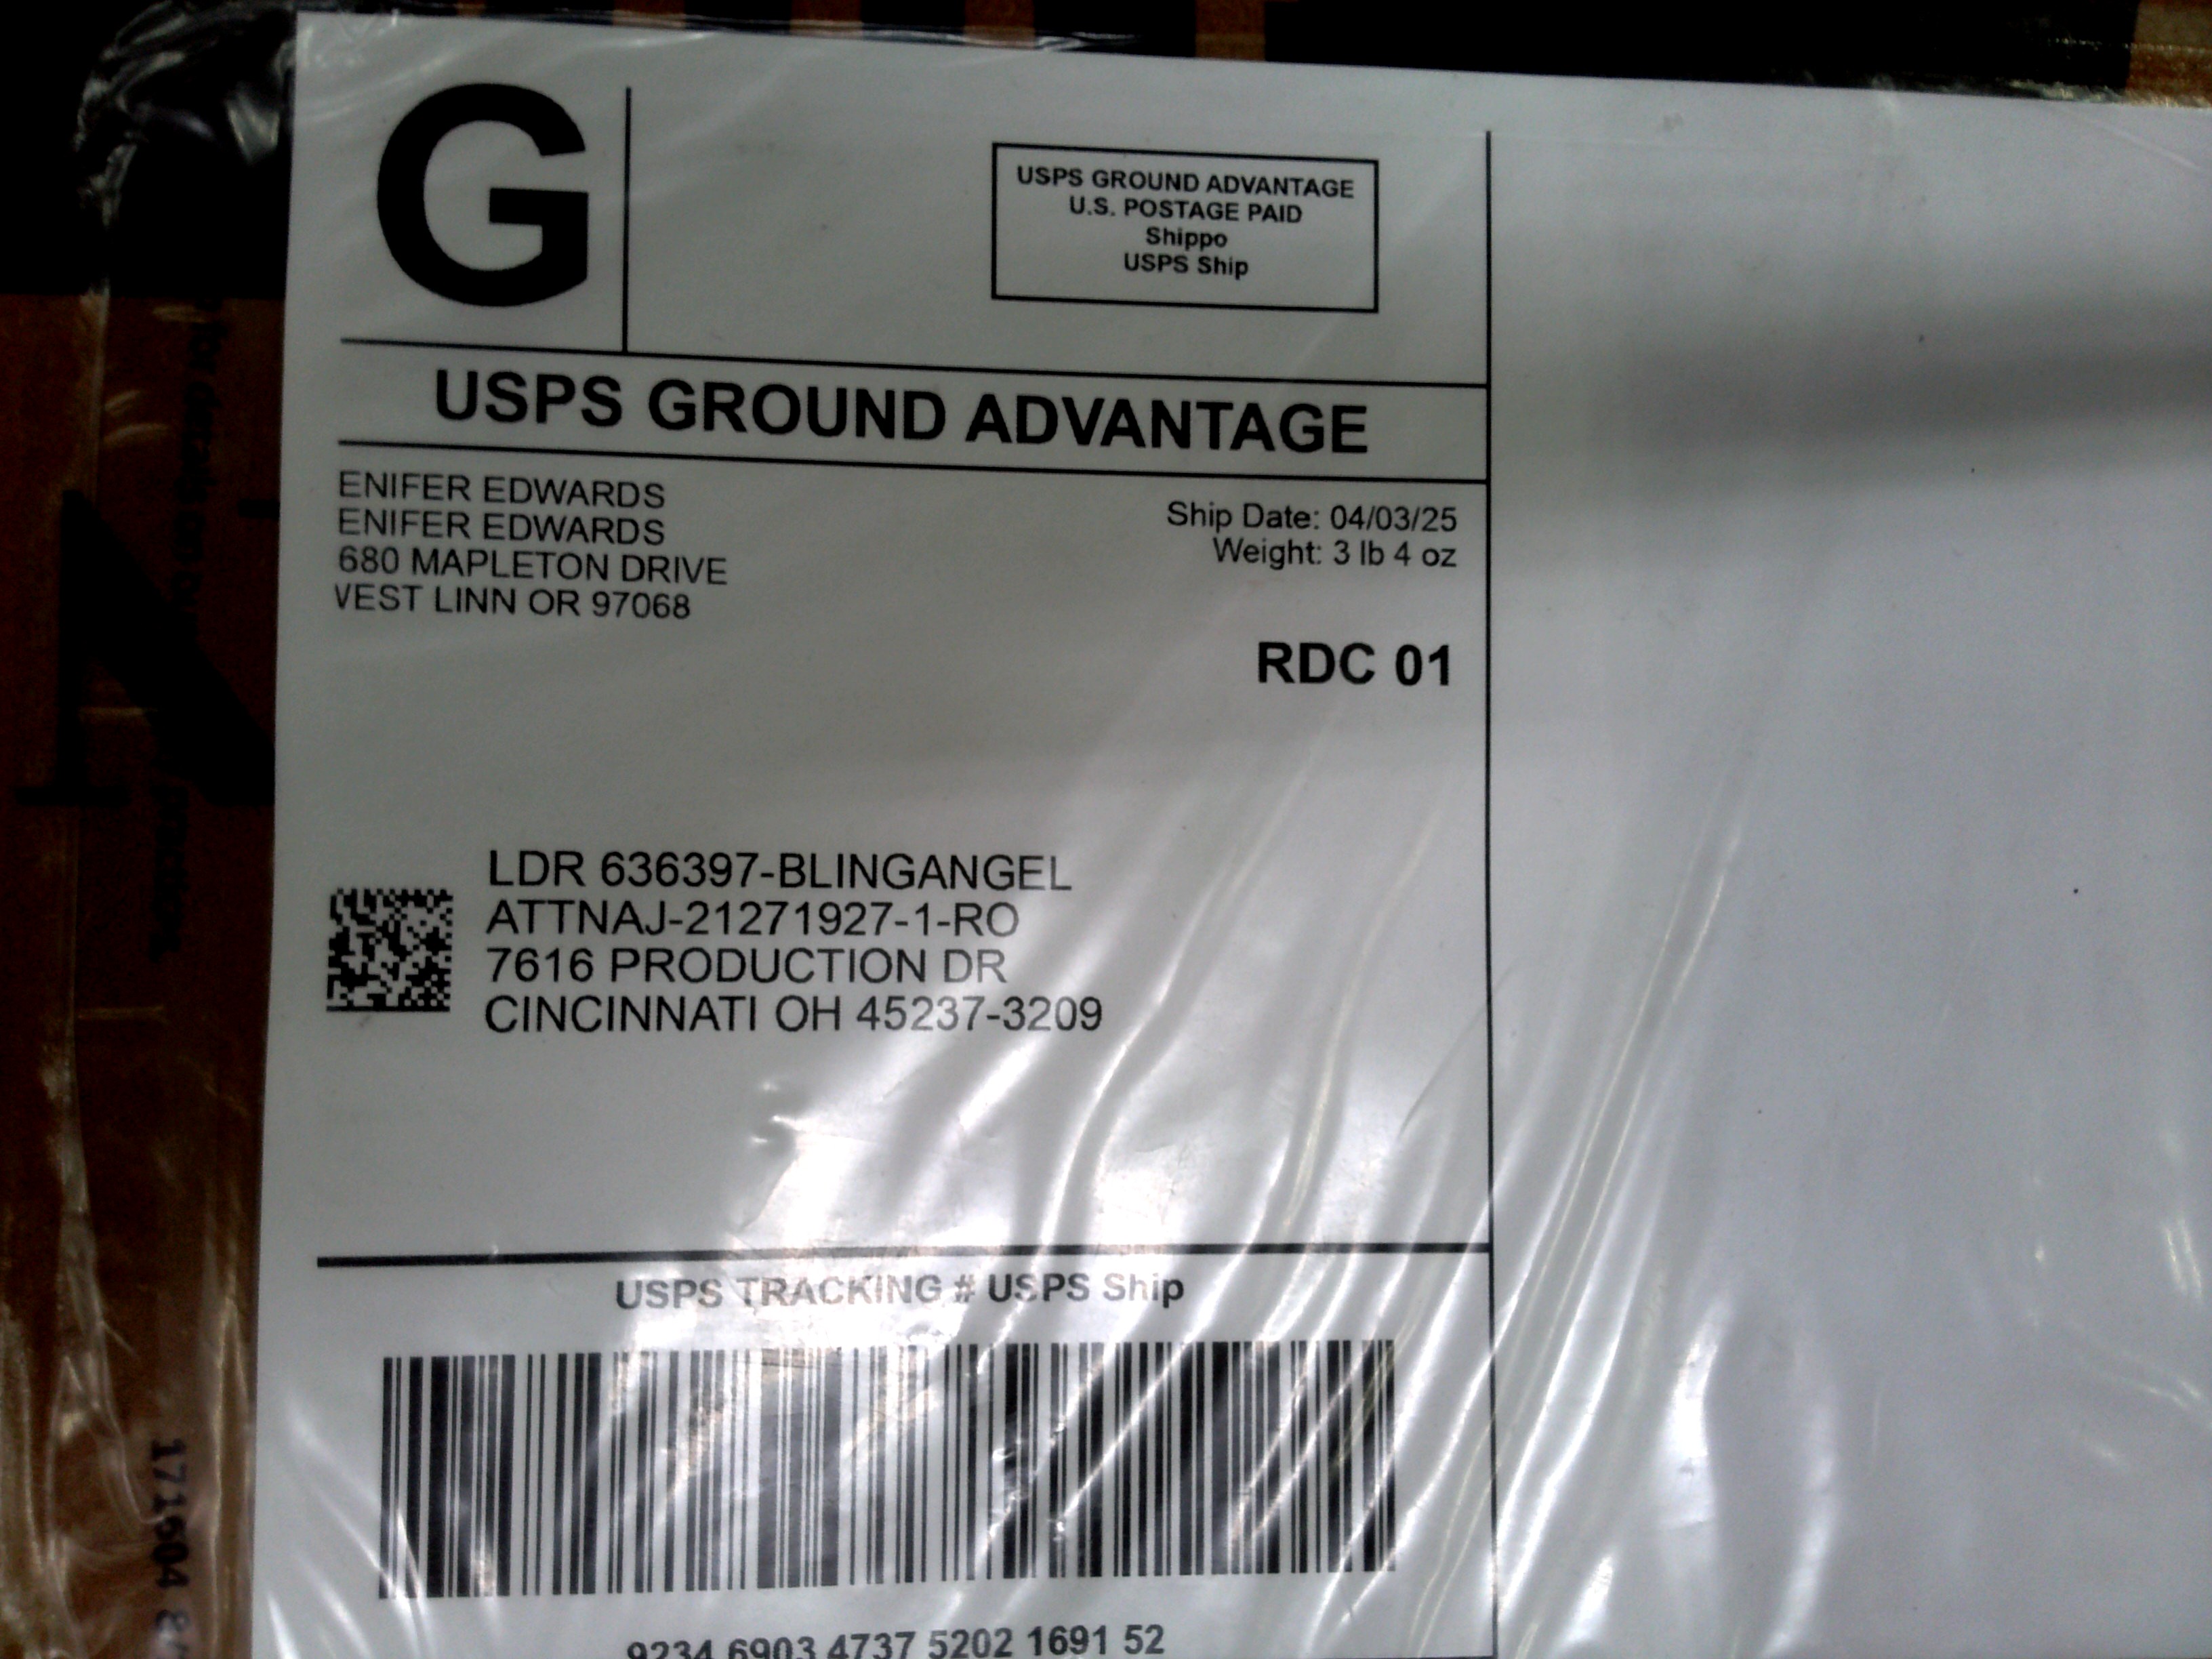 G
USPS GROUND ADVANTAGE
U.S. POSTAGE PAID
Shippo
USPS Ship
USPS GROUND ADVANTAGE
ENIFER EDWARDS
ENIFER EDWARDS
680 MAPLETON DRIVE
VEST LINN OR 97068
Ship Date: 04/03/25
Weight: 3 lb 4 oz
RDC 01
LDR 636397-BLINGANGEL
ATTNAJ-21271927-1-RO
7616 PRODUCTION DR
CINCINNATI OH 45237-3209
USPS TRACKING # USPS Ship
9234 6903 4737 5202 1691 52
for details on